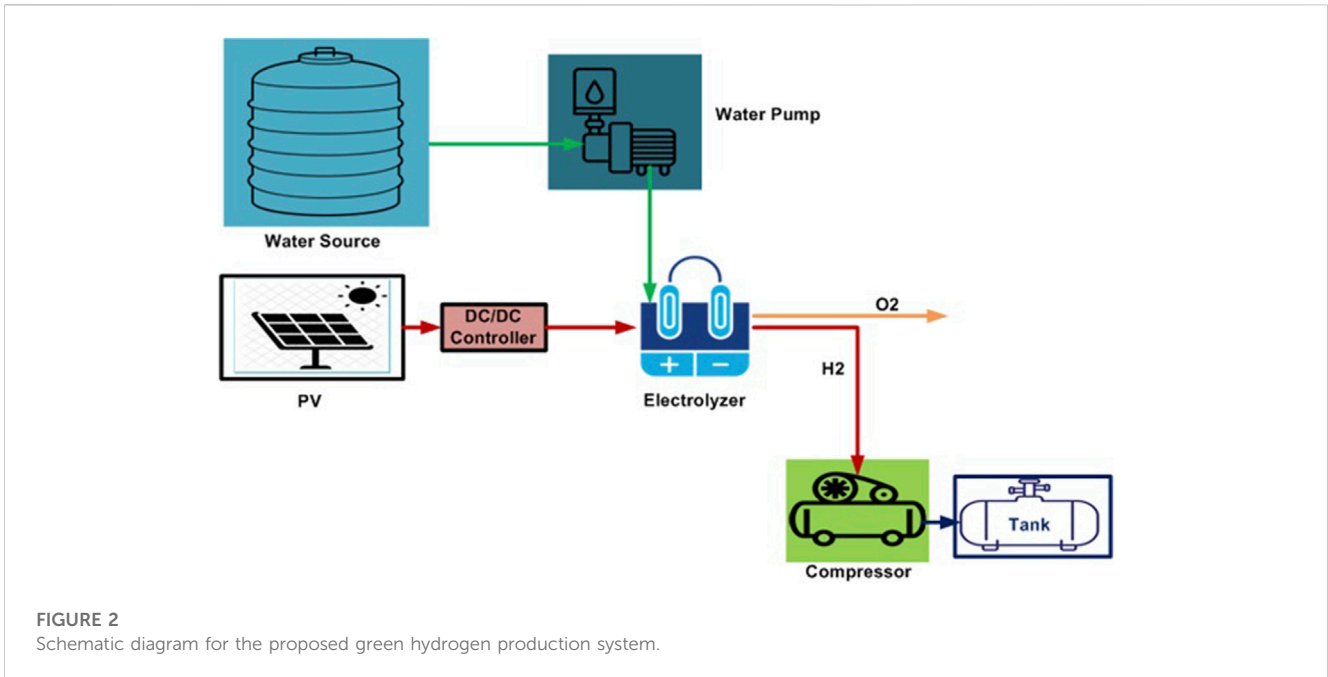 Water Pump
Water Source
DC/DC
Controller
PV
O2
H2
+ −
Electrolyzer
Tank
Compressor
FIGURE 2
Schematic diagram for the proposed green hydrogen production system.